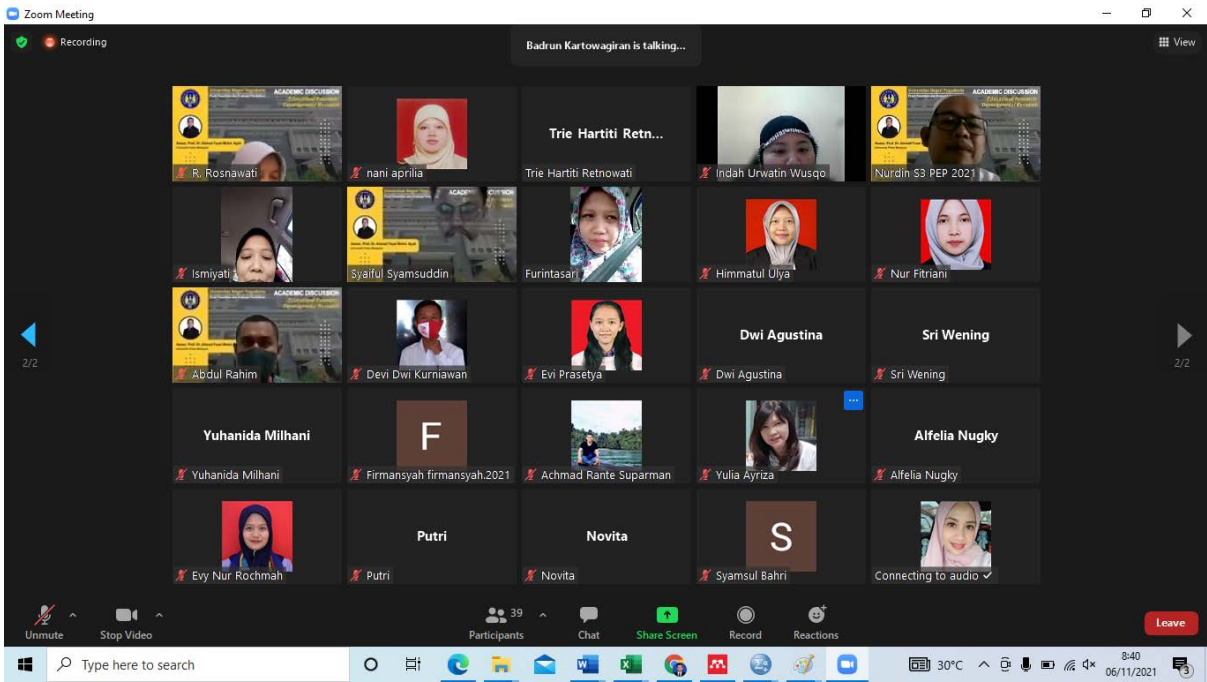 Zoom Meeting
Recording
Badrun Kartowagiran is talking...
View
ACADEMIC DISCUSSION
R. Rosnawati
nani aprilia
Trie Hartiti Retn...
Trie Hartiti Retnowati
Indah Urwatin Wusqo
ACADEMIC DISCUSSION
Nurdin S3 PEP 2021
Ismiyati
Syaiful Syamsuddin
Furintasari
Himmatul Ulya
Nur Fitriani
2/2
ACADEMIC DISCUSSION
Abdul Rahim
Devi Dwi Kurniawan
Evi Prasetya
Dwi Agustina
Dwi Agustina
Sri Wening
Sri Wening
2/2
Yuhanida Milhani
Yuhanida Milhani
F
Firmansyah firmansyah.2021
Achmad Rante Suparman
Yulia Ayriza
Alfelia Nugky
Alfelia Nugky
Evy Nur Rochmah
Putri
Putri
Novita
Novita
S
Syamsul Bahri
Connecting to audio
Unmute
Stop Video
39
Participants
Chat
Share Screen
Record
Reactions
Leave
Type here to search
30°C
8:40
06/11/2021
3